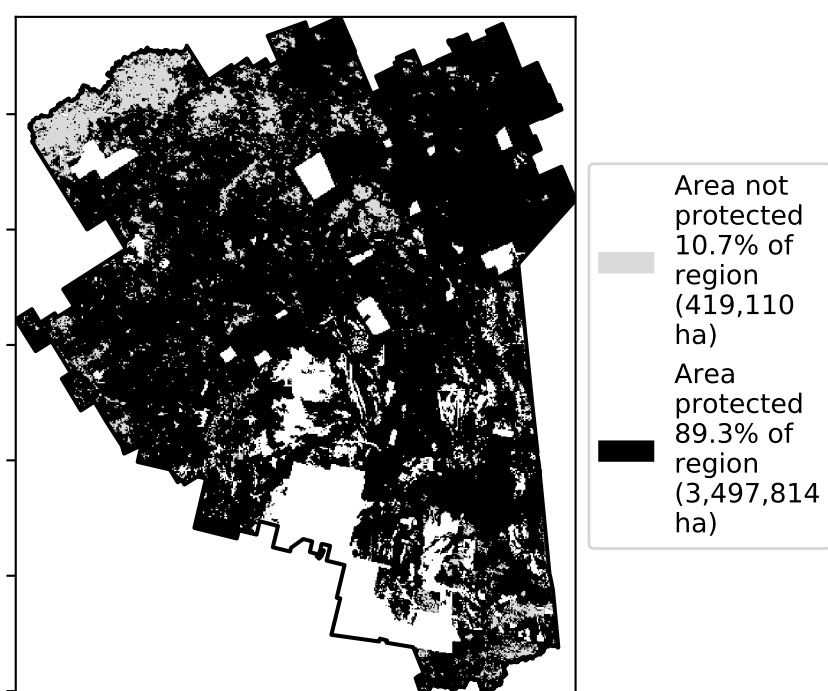 Area not
protected
10.7% of
region
(419,110
ha)
Area
protected
89.3% of
region
(3,497,814
ha)